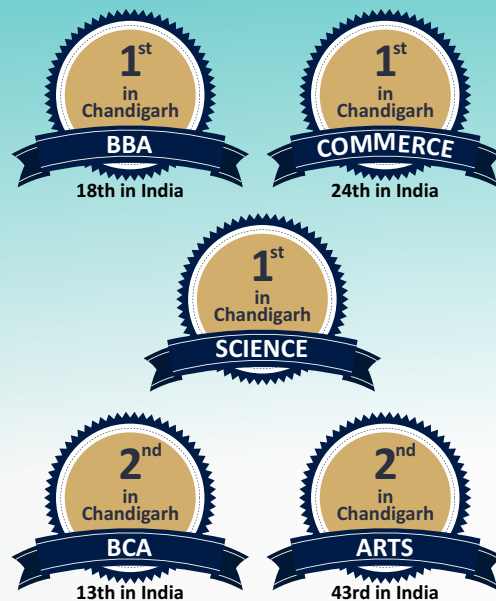 1st
in
Chandigarh
BBA
18th in India
1st
in
Chandigarh
COMMERCE
24th in India
1st
in
Chandigarh
SCIENCE
2nd
in
Chandigarh
BCA
13th in India
2nd
in
Chandigarh
ARTS
43rd in India